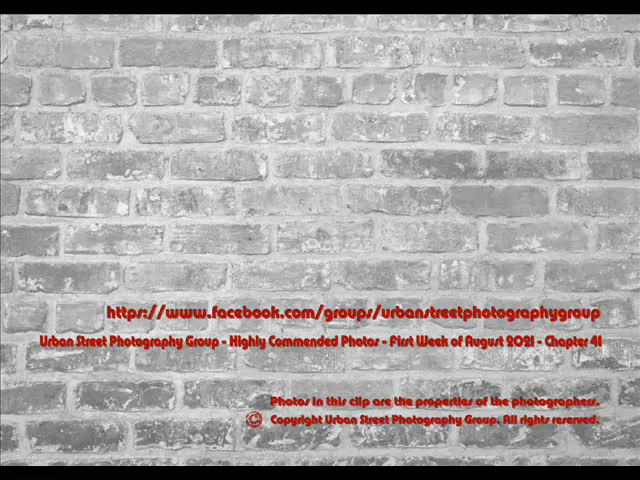 https://www.facebook.com/groups/urbanstreetphotographygroup
Urban Street Photography Group - Highly Commended Photos - First Week of August 2021 - Chapter 41
Photos in this clip are the properties of the photographers.
© Copyright Urban Street Photography Group. All rights reserved.